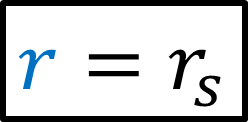 r = rₛ